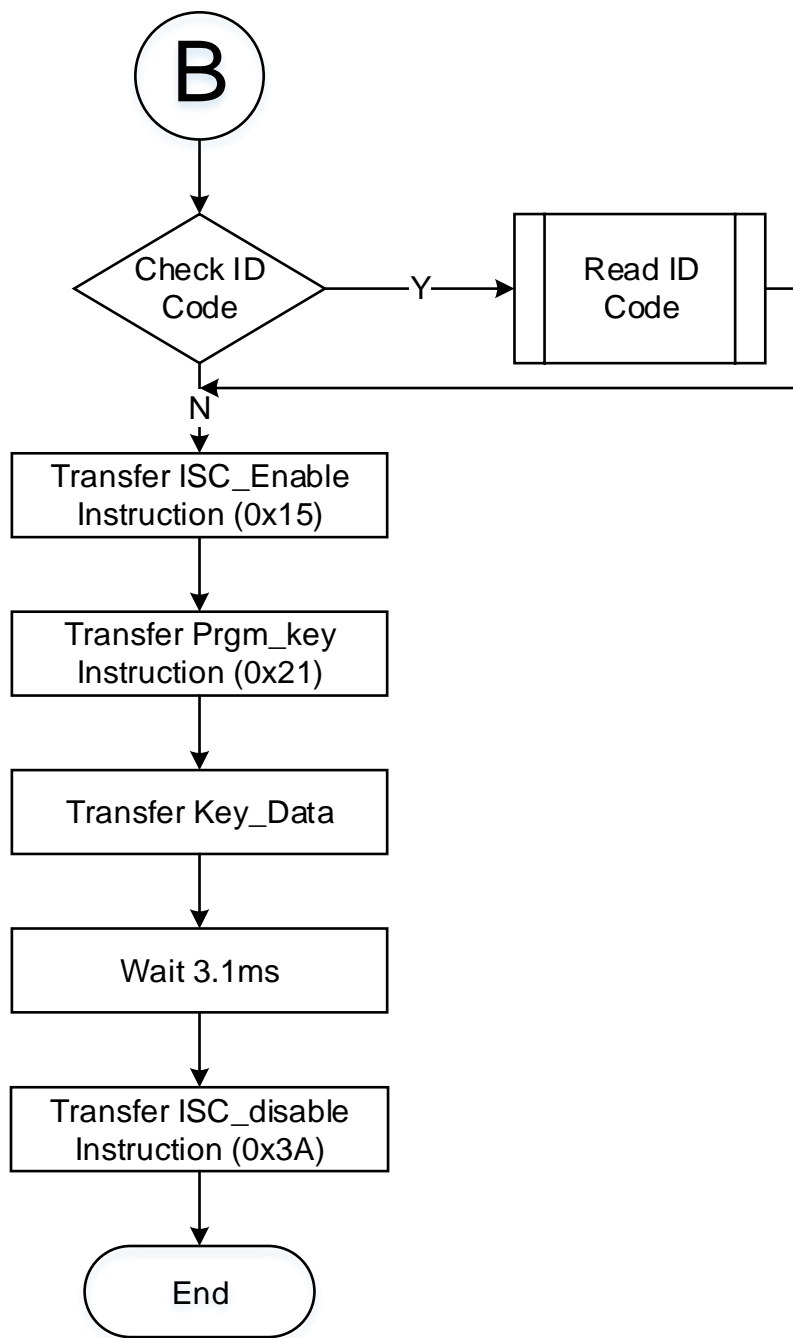 B
Check ID
Code
Y
Read ID
Code
N
Transfer ISC_Enable
Instruction (0x15)
Transfer Prgm_key
Instruction (0x21)
Transfer Key_Data
Wait 3.1ms
Transfer ISC_disable
Instruction (0x3A)
End